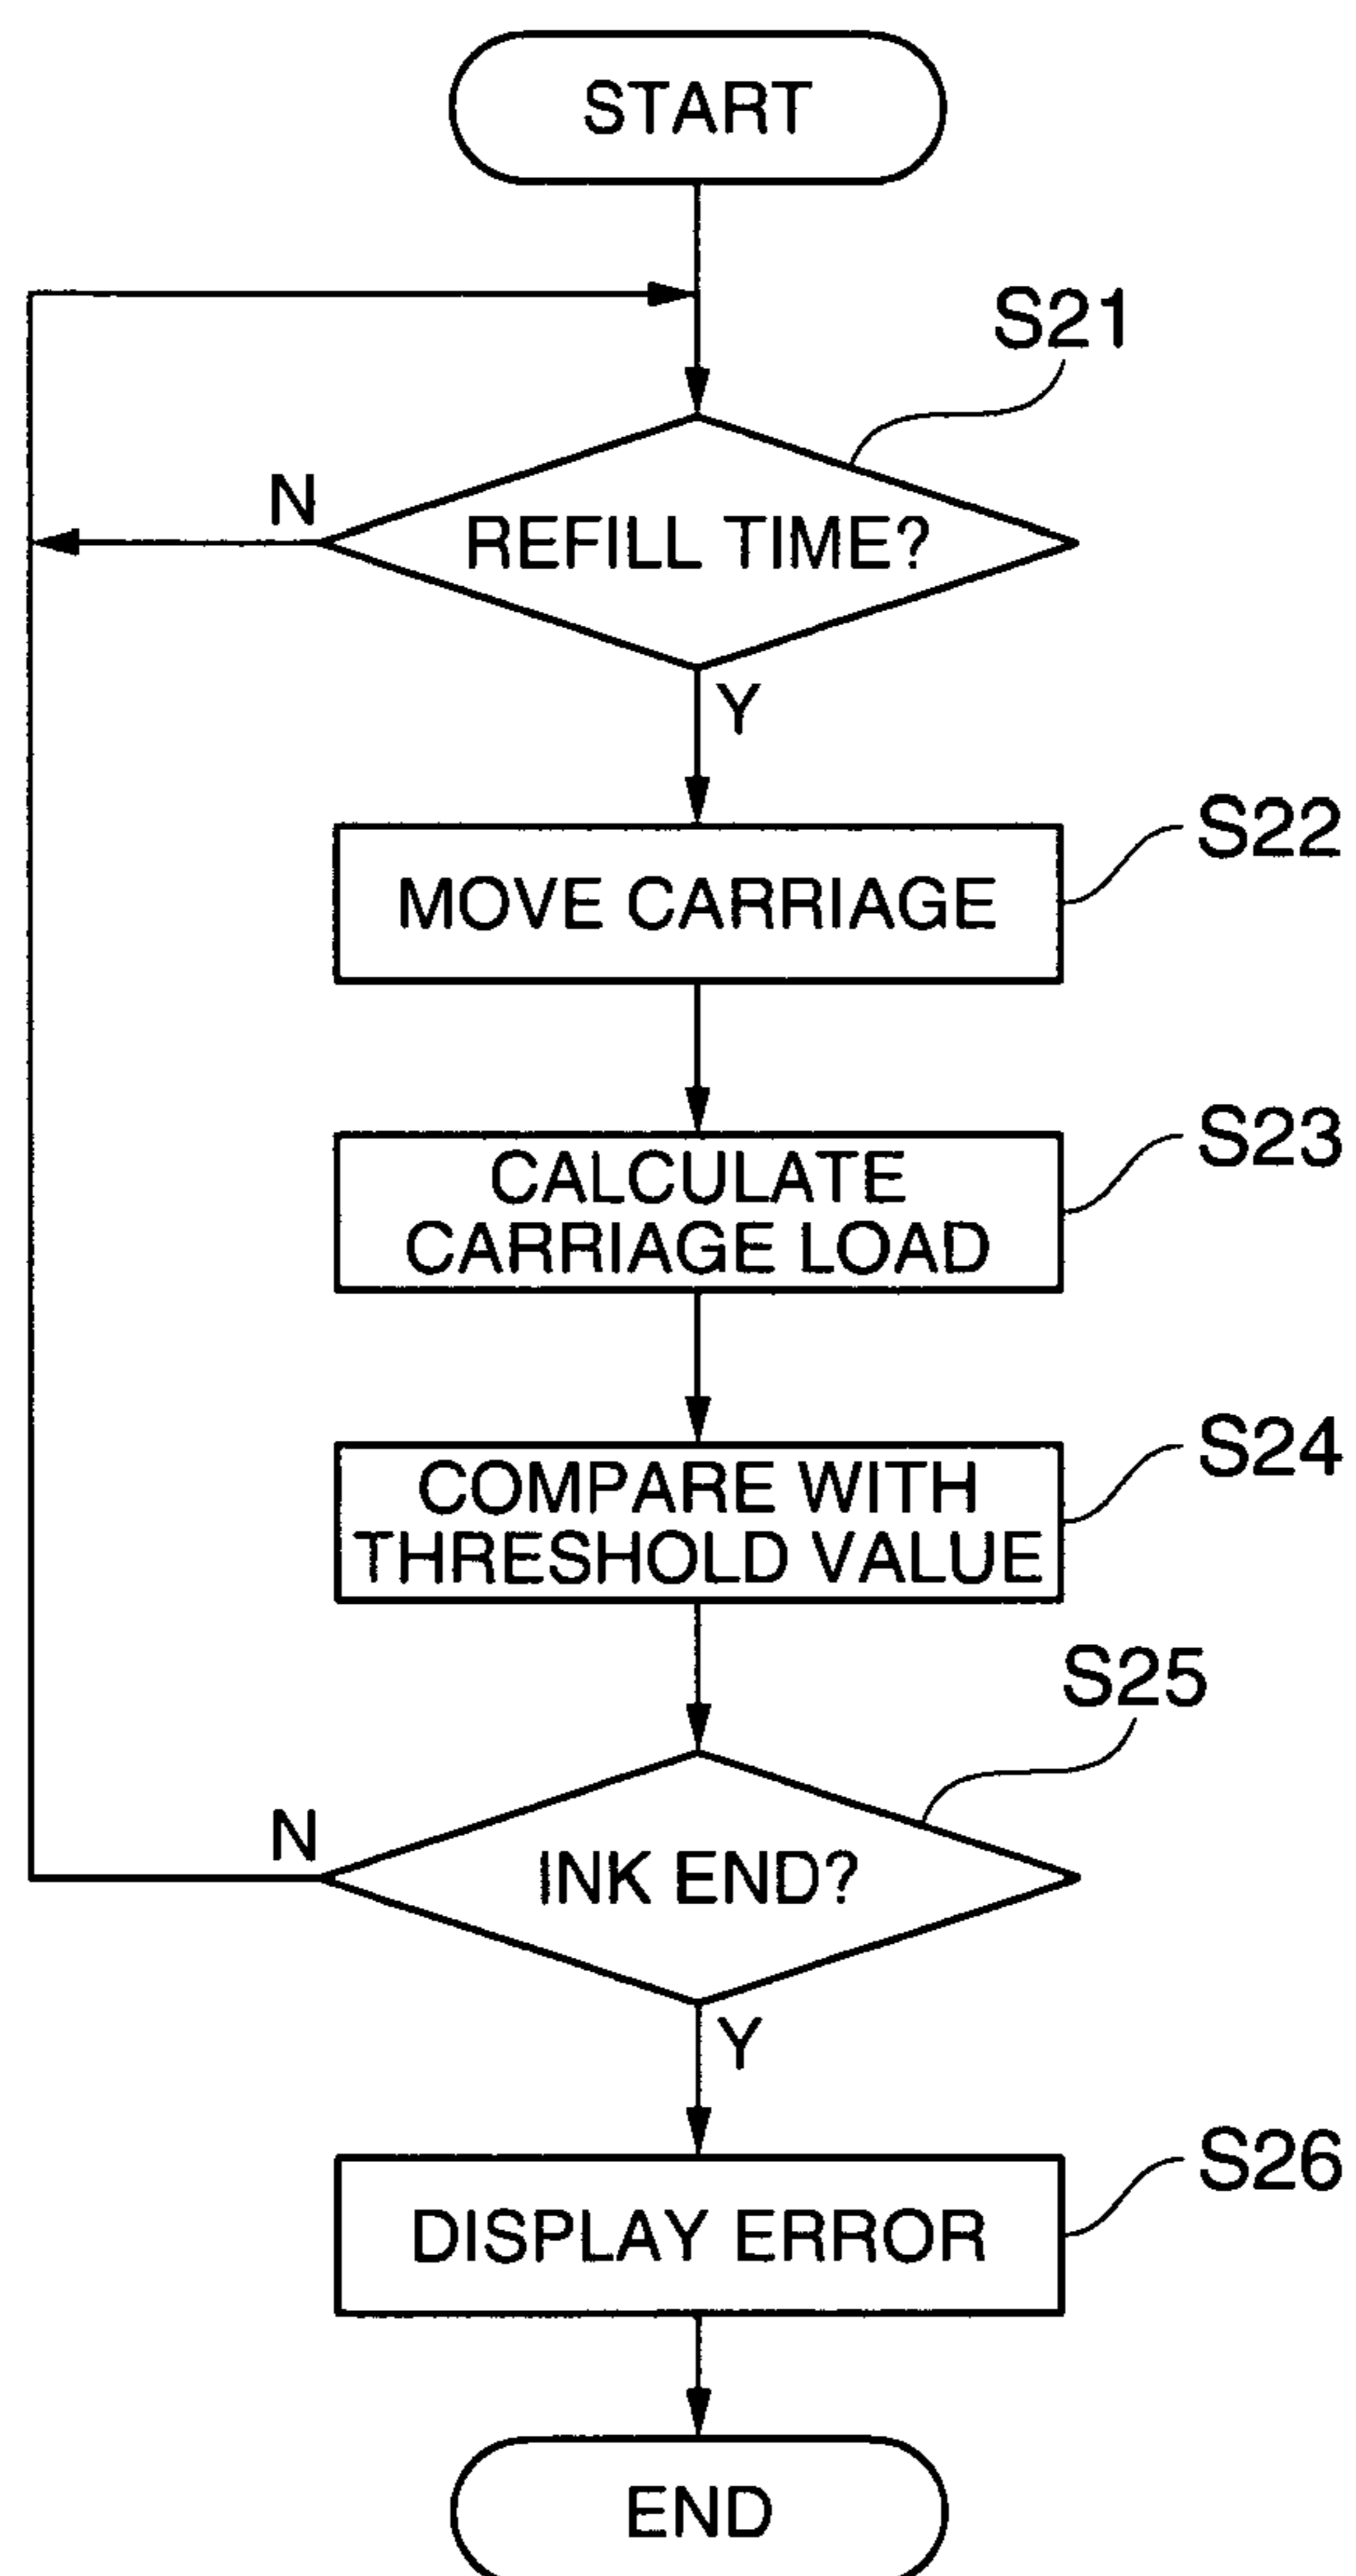 START
S21
N
REFILL TIME?
Y
S22
MOVE CARRIAGE
S23
CALCULATE
CARRIAGE LOAD
S24
COMPARE WITH
THRESHOLD VALUE
S25
N
INK END?
Y
S26
DISPLAY ERROR
END